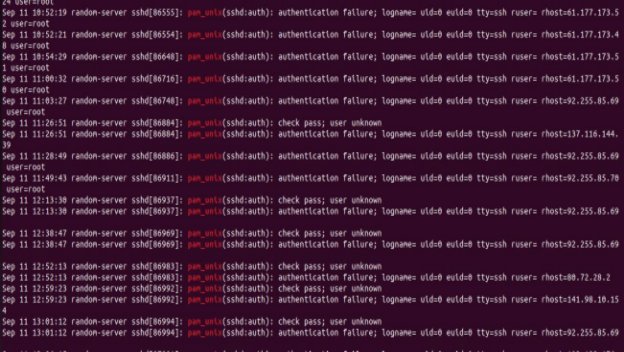 24 user=root
Sep 11 10:52:19 random-server sshd[86555]: pam_unix(sshd:auth): authentication failure; logname= uid=0 euid=0 tty=ssh ruser= rhost=61.177.173.5
2 user=root
Sep 11 10:52:21 random-server sshd[86554]: pam_unix(sshd:auth): authentication failure; logname= uid=0 euid=0 tty=ssh ruser= rhost=61.177.173.4
8 user=root
Sep 11 10:54:29 random-server sshd[86648]: pam_unix(sshd:auth): authentication failure; logname= uid=0 euid=0 tty=ssh ruser= rhost=61.177.173.5
1 user=root
Sep 11 11:00:32 random-server sshd[86716]: pam_unix(sshd:auth): authentication failure; logname= uid=0 euid=0 tty=ssh ruser= rhost=61.177.173.5
0 user=root
Sep 11 11:03:27 random-server sshd[86748]: pam_unix(sshd:auth): authentication failure; logname= uid=0 euid=0 tty=ssh ruser= rhost=92.255.85.69
user=root
Sep 11 11:26:51 random-server sshd[86884]: pam_unix(sshd:auth): check pass; user unknown
Sep 11 11:26:51 random-server sshd[86884]: pam_unix(sshd:auth): authentication failure; logname= uid=0 euid=0 tty=ssh ruser= rhost=137.116.144.
39
Sep 11 11:28:49 random-server sshd[86886]: pam_unix(sshd:auth): authentication failure; logname= uid=0 euid=0 tty=ssh ruser= rhost=92.255.85.69
user=root
Sep 11 11:49:43 random-server sshd[86911]: pam_unix(sshd:auth): authentication failure; logname= uid=0 euid=0 tty=ssh ruser= rhost=92.255.85.70
user=root
Sep 11 12:13:30 random-server sshd[86937]: pam_unix(sshd:auth): check pass; user unknown
Sep 11 12:13:30 random-server sshd[86937]: pam_unix(sshd:auth): authentication failure; logname= uid=0 euid=0 tty=ssh ruser= rhost=92.255.85.69
Sep 11 12:38:47 random-server sshd[86969]: pam_unix(sshd:auth): check pass; user unknown
Sep 11 12:38:47 random-server sshd[86969]: pam_unix(sshd:auth): authentication failure; logname= uid=0 euid=0 tty=ssh ruser= rhost=92.255.85.69
Sep 11 12:52:13 random-server sshd[86983]: pam_unix(sshd:auth): check pass; user unknown
Sep 11 12:52:13 random-server sshd[86983]: pam_unix(sshd:auth): authentication failure; logname= uid=0 euid=0 tty=ssh ruser= rhost=80.72.28.2
Sep 11 12:59:23 random-server sshd[86992]: pam_unix(sshd:auth): check pass; user unknown
Sep 11 12:59:23 random-server sshd[86992]: pam_unix(sshd:auth): authentication failure; logname= uid=0 euid=0 tty=ssh ruser= rhost=141.98.10.15
4
Sep 11 13:01:12 random-server sshd[86994]: pam_unix(sshd:auth): check pass; user unknown
Sep 11 13:01:12 random-server sshd[86994]: pam_unix(sshd:auth): authentication failure; logname= uid=0 euid=0 tty=ssh ruser= rhost=92.255.85.69